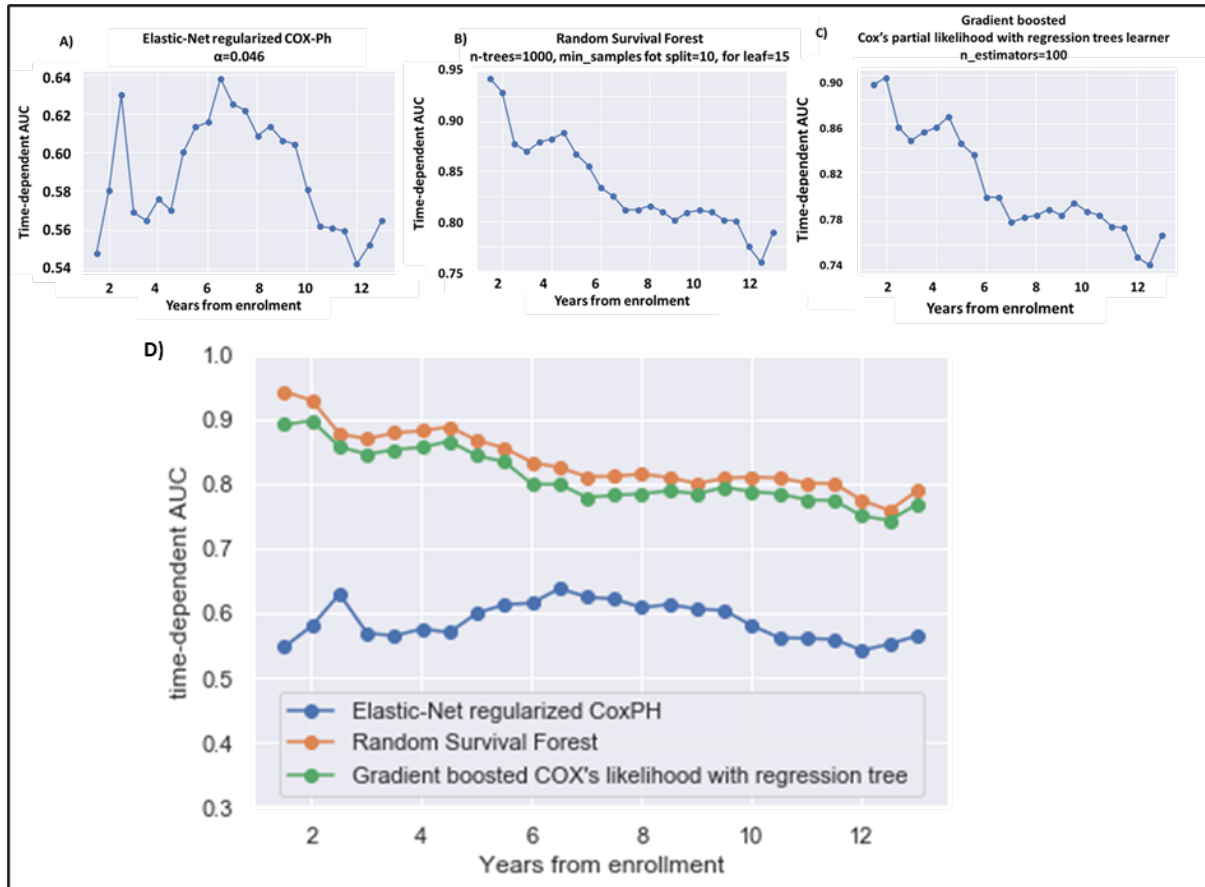 A)
Elastic-Net regularized COX-Ph
α=0.046
Time-dependent AUC
0.64
0.62
0.60
0.58
0.56
0.54
2 4 6 8 10 12
Years from enrolment
B)
Random Survival Forest
n-trees=1000, min_samples fot split=10, for leaf=15
Time-dependent AUC
0.95
0.90
0.85
0.80
0.75
2 4 6 8 10 12
Years from enrolment
C)
Gradient boosted
Cox's partial likelihood with regression trees learner
n_estimators=100
Time-dependent AUC
0.90
0.86
0.82
0.78
0.74
2 4 6 8 10 12
Years from enrolment
D)
time-dependent AUC
1.0
0.9
0.8
0.7
0.6
0.5
0.4
0.3
Elastic-Net regularized CoxPH
Random Survival Forest
Gradient boosted COX's likelihood with regression tree
2 4 6 8 10 12
Years from enrollment